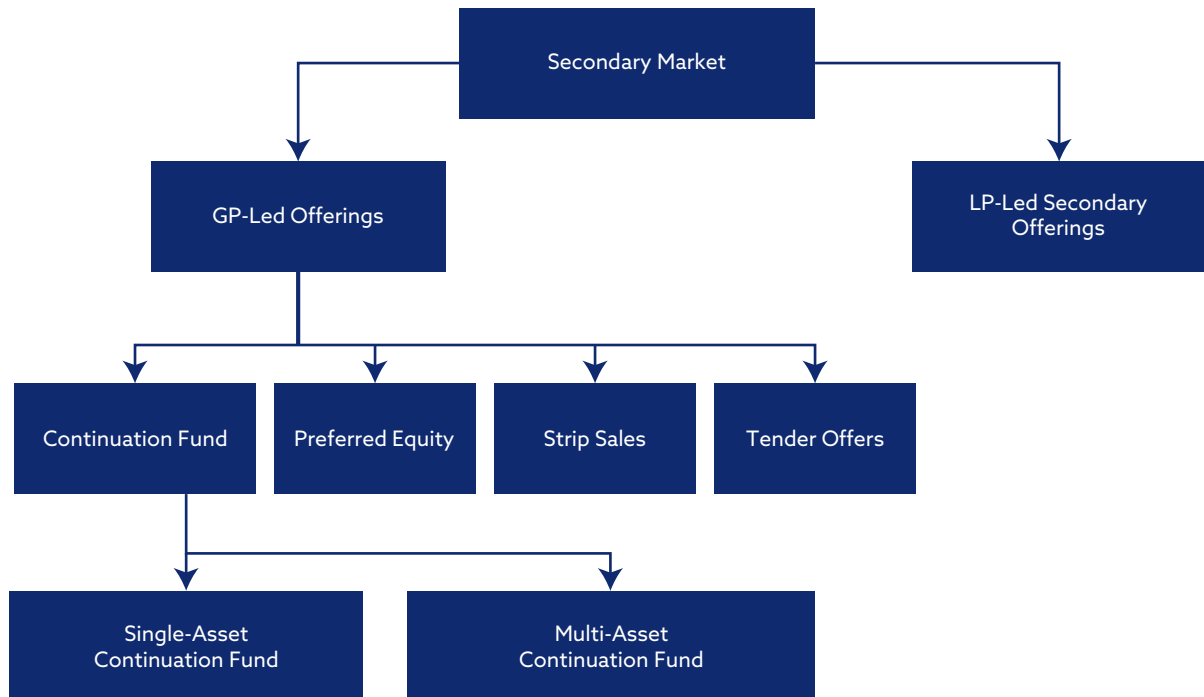 Secondary Market
GP-Led Offerings
LP-Led Secondary
Offerings
Continuation Fund
Preferred Equity
Strip Sales
Tender Offers
Single-Asset
Continuation Fund
Multi-Asset
Continuation Fund